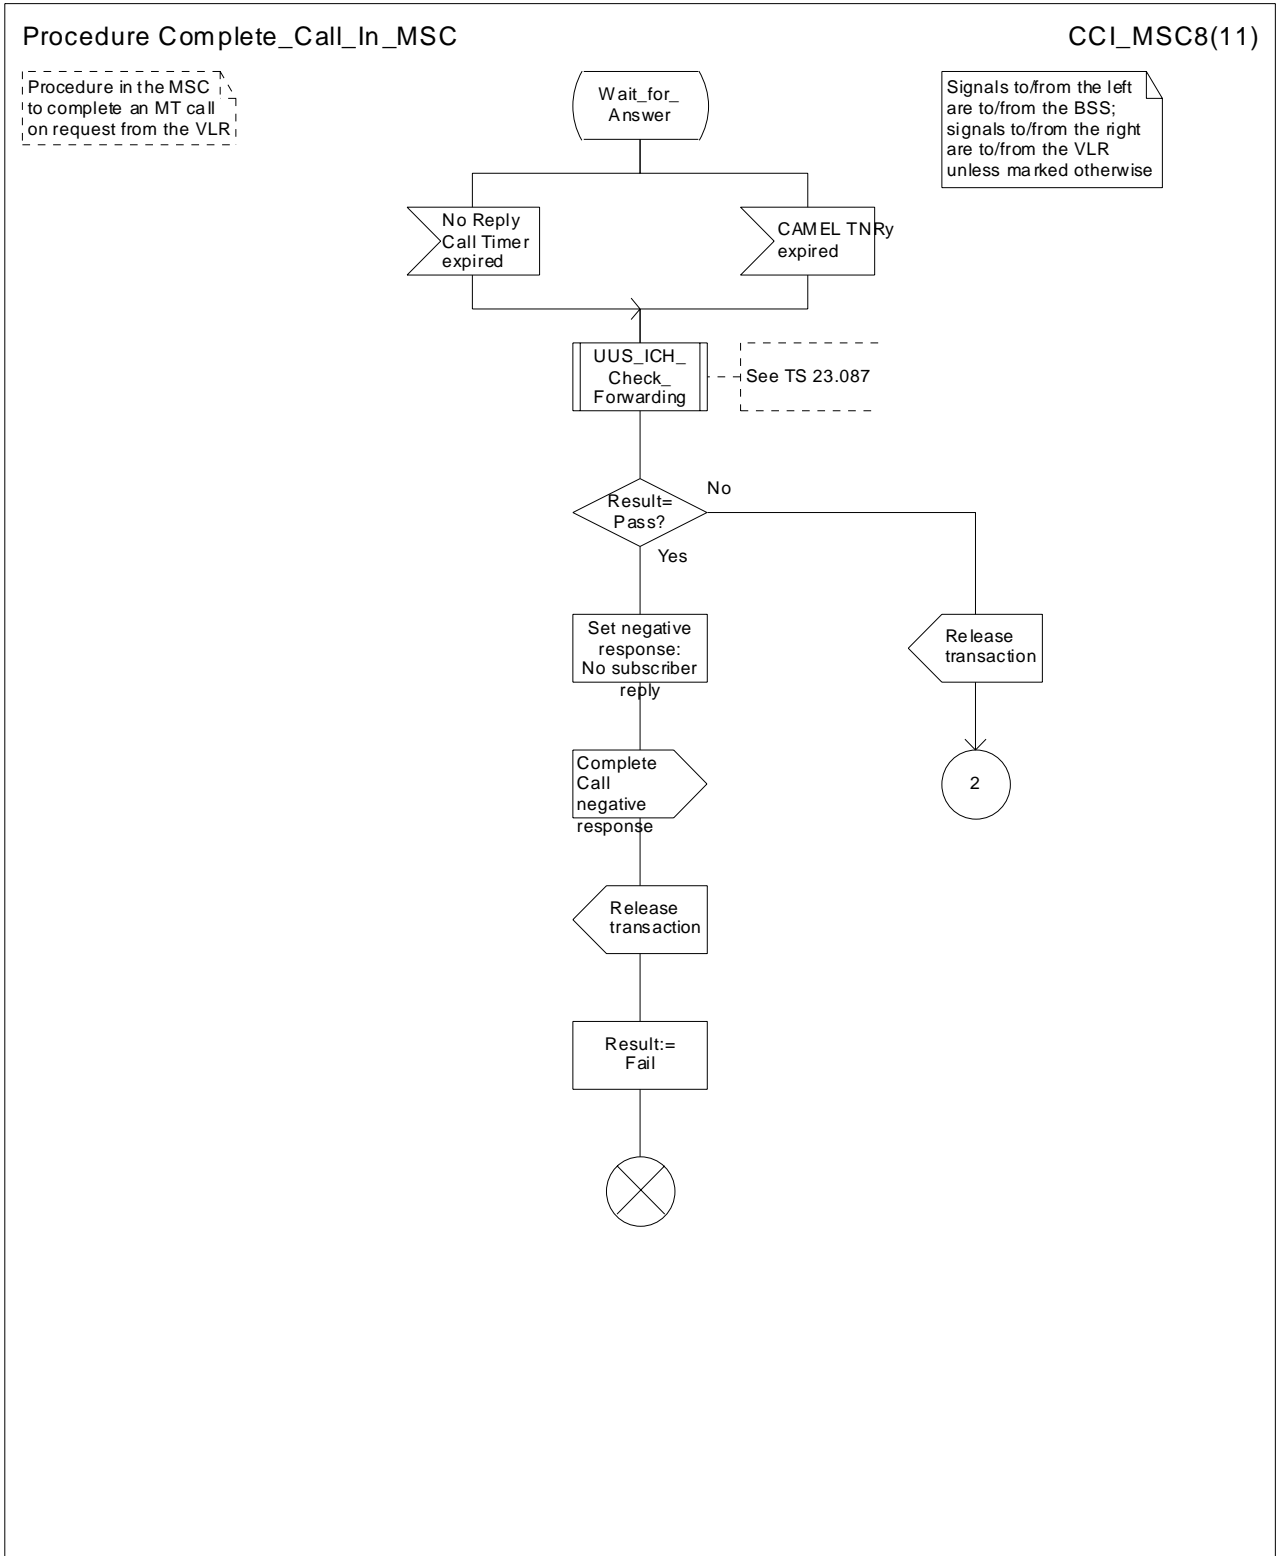 Procedure Complete_Call_In_MSC
CCI_MSC8(11)
Procedure in the MSC
to complete an MT call
on request from the VLR
Wait_for_
Answer
Signals to/from the left
are to/from the BSS;
signals to/from the right
are to/from the VLR
unless marked otherwise
No Reply
Call Timer
expired
CAMEL TNRy
expired
UUS_ICH_
Check_
Forwarding
See TS 23.087
Result=
Pass?
No
Yes
Set negative
response:
No subscriber
reply
Release
transaction
Complete
Call
negative
response
2
Release
transaction
Result:=
Fail